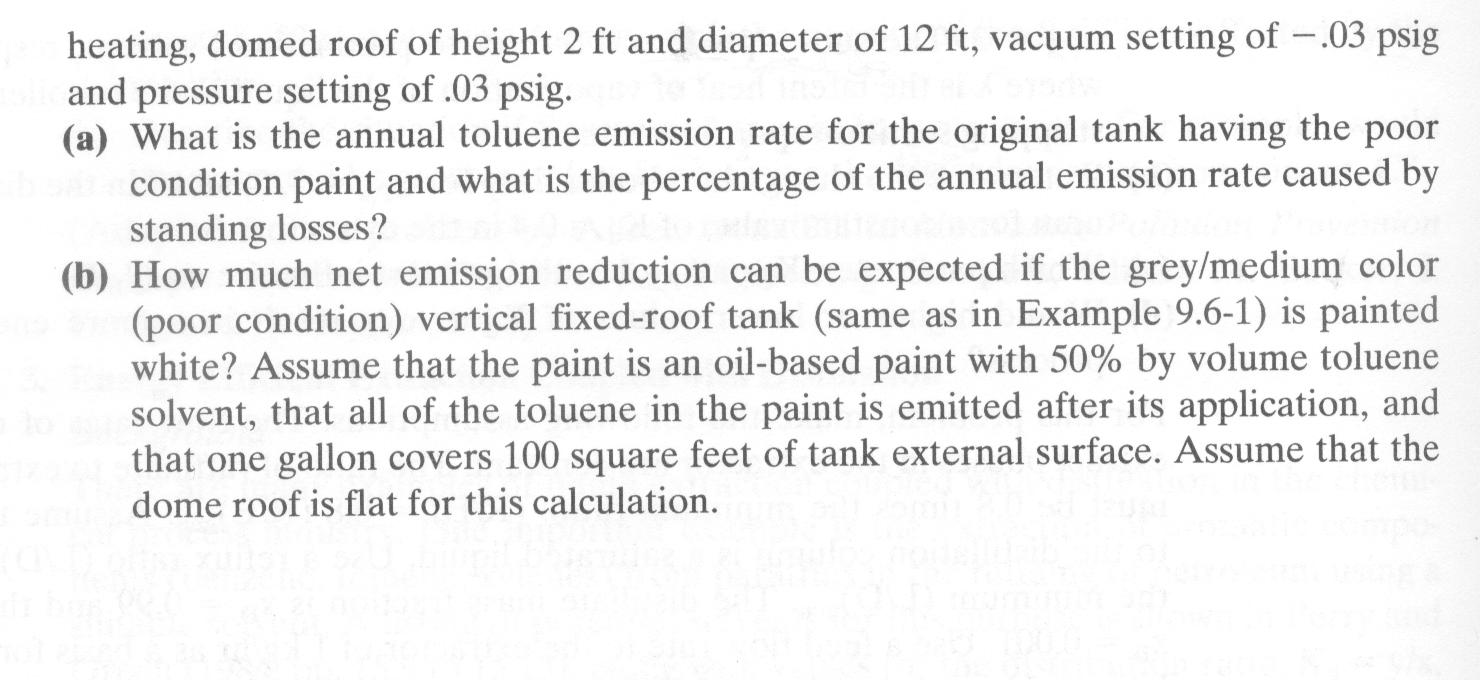 heating, domed roof of height 2 ft and diameter of 12 ft, vacuum setting of −.03 psig
and pressure setting of .03 psig.
(a) What is the annual toluene emission rate for the original tank having the poor
condition paint and what is the percentage of the annual emission rate caused by
standing losses?
(b) How much net emission reduction can be expected if the grey/medium color
(poor condition) vertical fixed-roof tank (same as in Example 9.6-1) is painted
white? Assume that the paint is an oil-based paint with 50% by volume toluene
solvent, that all of the toluene in the paint is emitted after its application, and
that one gallon covers 100 square feet of tank external surface. Assume that the
dome roof is flat for this calculation.